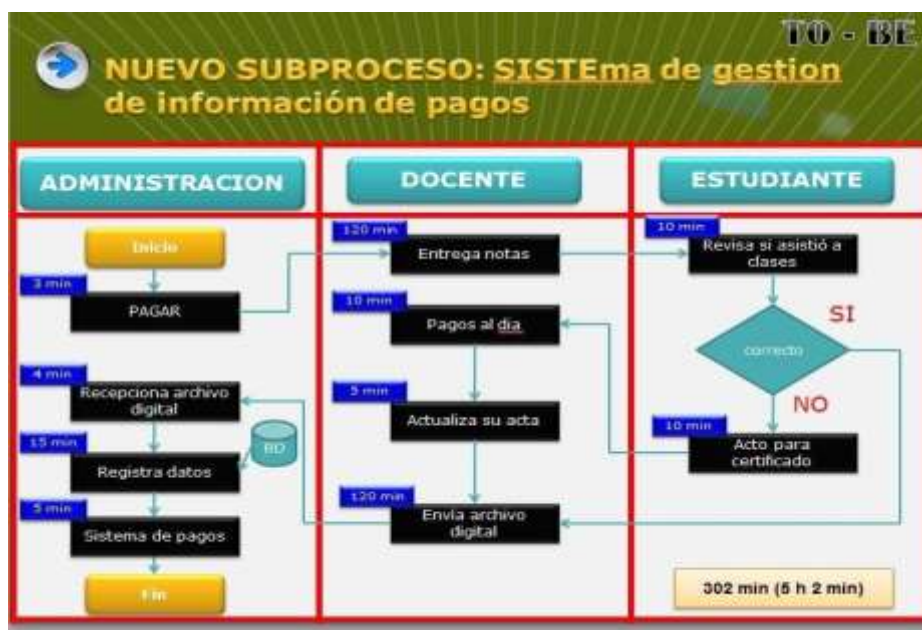 TO - BE
NUEVO SUBPROCESO: SISTEma de gestion
de información de pagos
ADMINISTRACION
DOCENTE
ESTUDIANTE
Inicio
3 min
PAGAR
4 min
Recepciona archivo
digital
15 min
Registra datos
BD
5 min
Sistema de pagos
Fin
120 min
Entrega notas
10 min
Pagos al dia
5 min
Actualiza su acta
120 min
Envía archivo
digital
10 min
Revisa si asistió a
clases
correcto
SI
NO
10 min
Acto para
certificado
302 min (5 h 2 min)